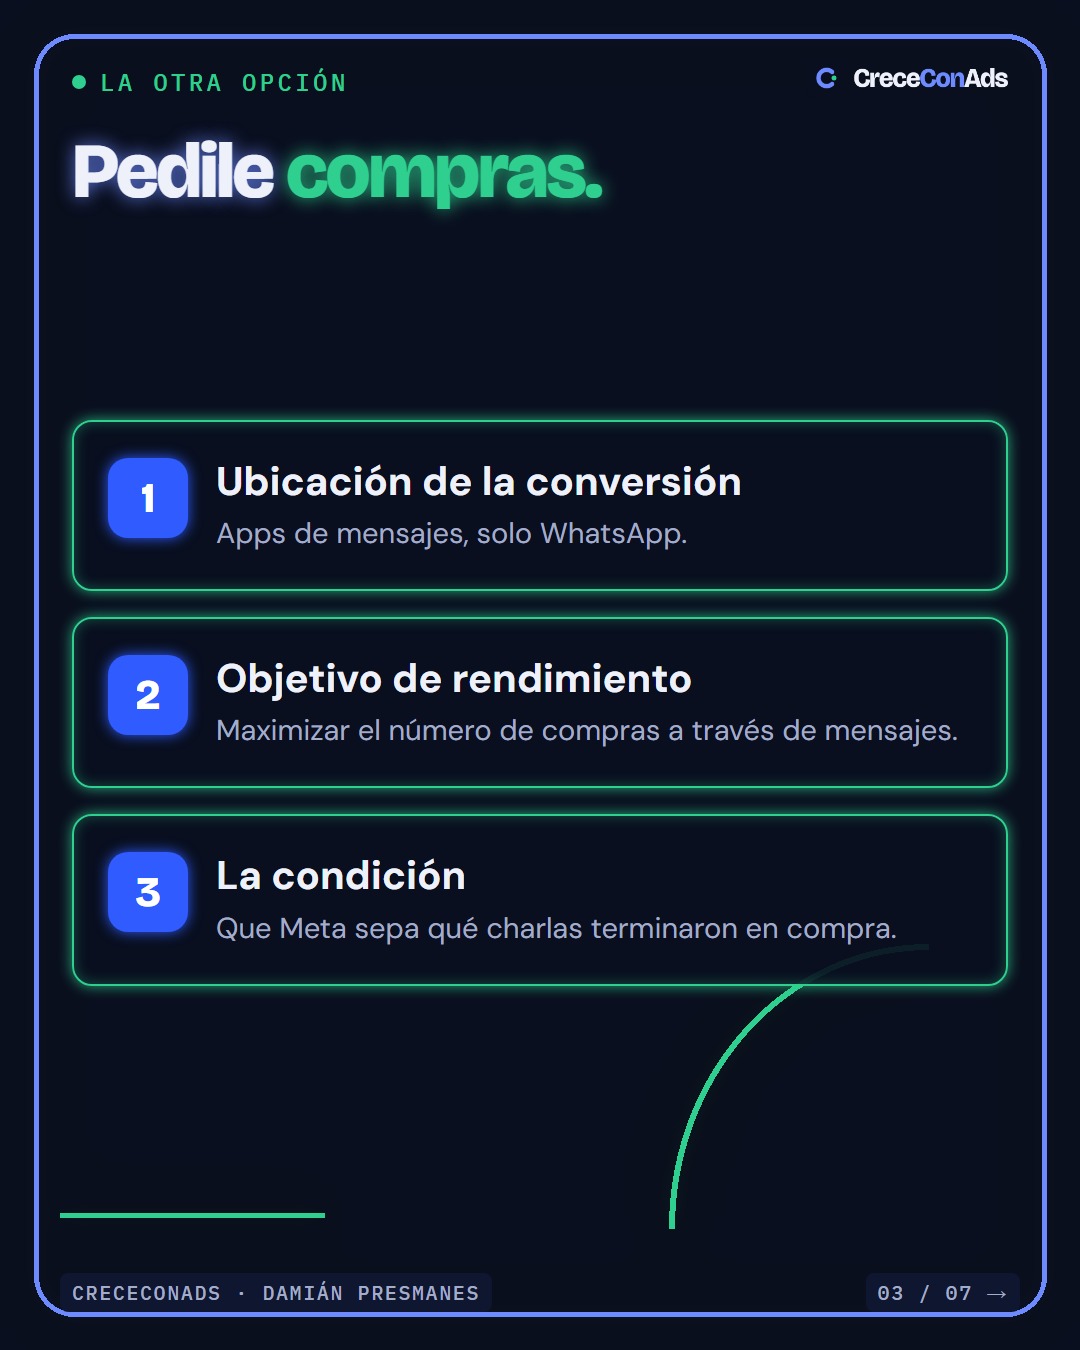 LA OTRA OPCIÓN
CreceConAds
Pedile compras.
1
Ubicación de la conversión
Apps de mensajes, solo WhatsApp.
2
Objetivo de rendimiento
Maximizar el número de compras a través de mensajes.
3
La condición
Que Meta sepa qué charlas terminaron en compra.
CRECECONADS · DAMIÁN PRESMANES
03 / 07 →